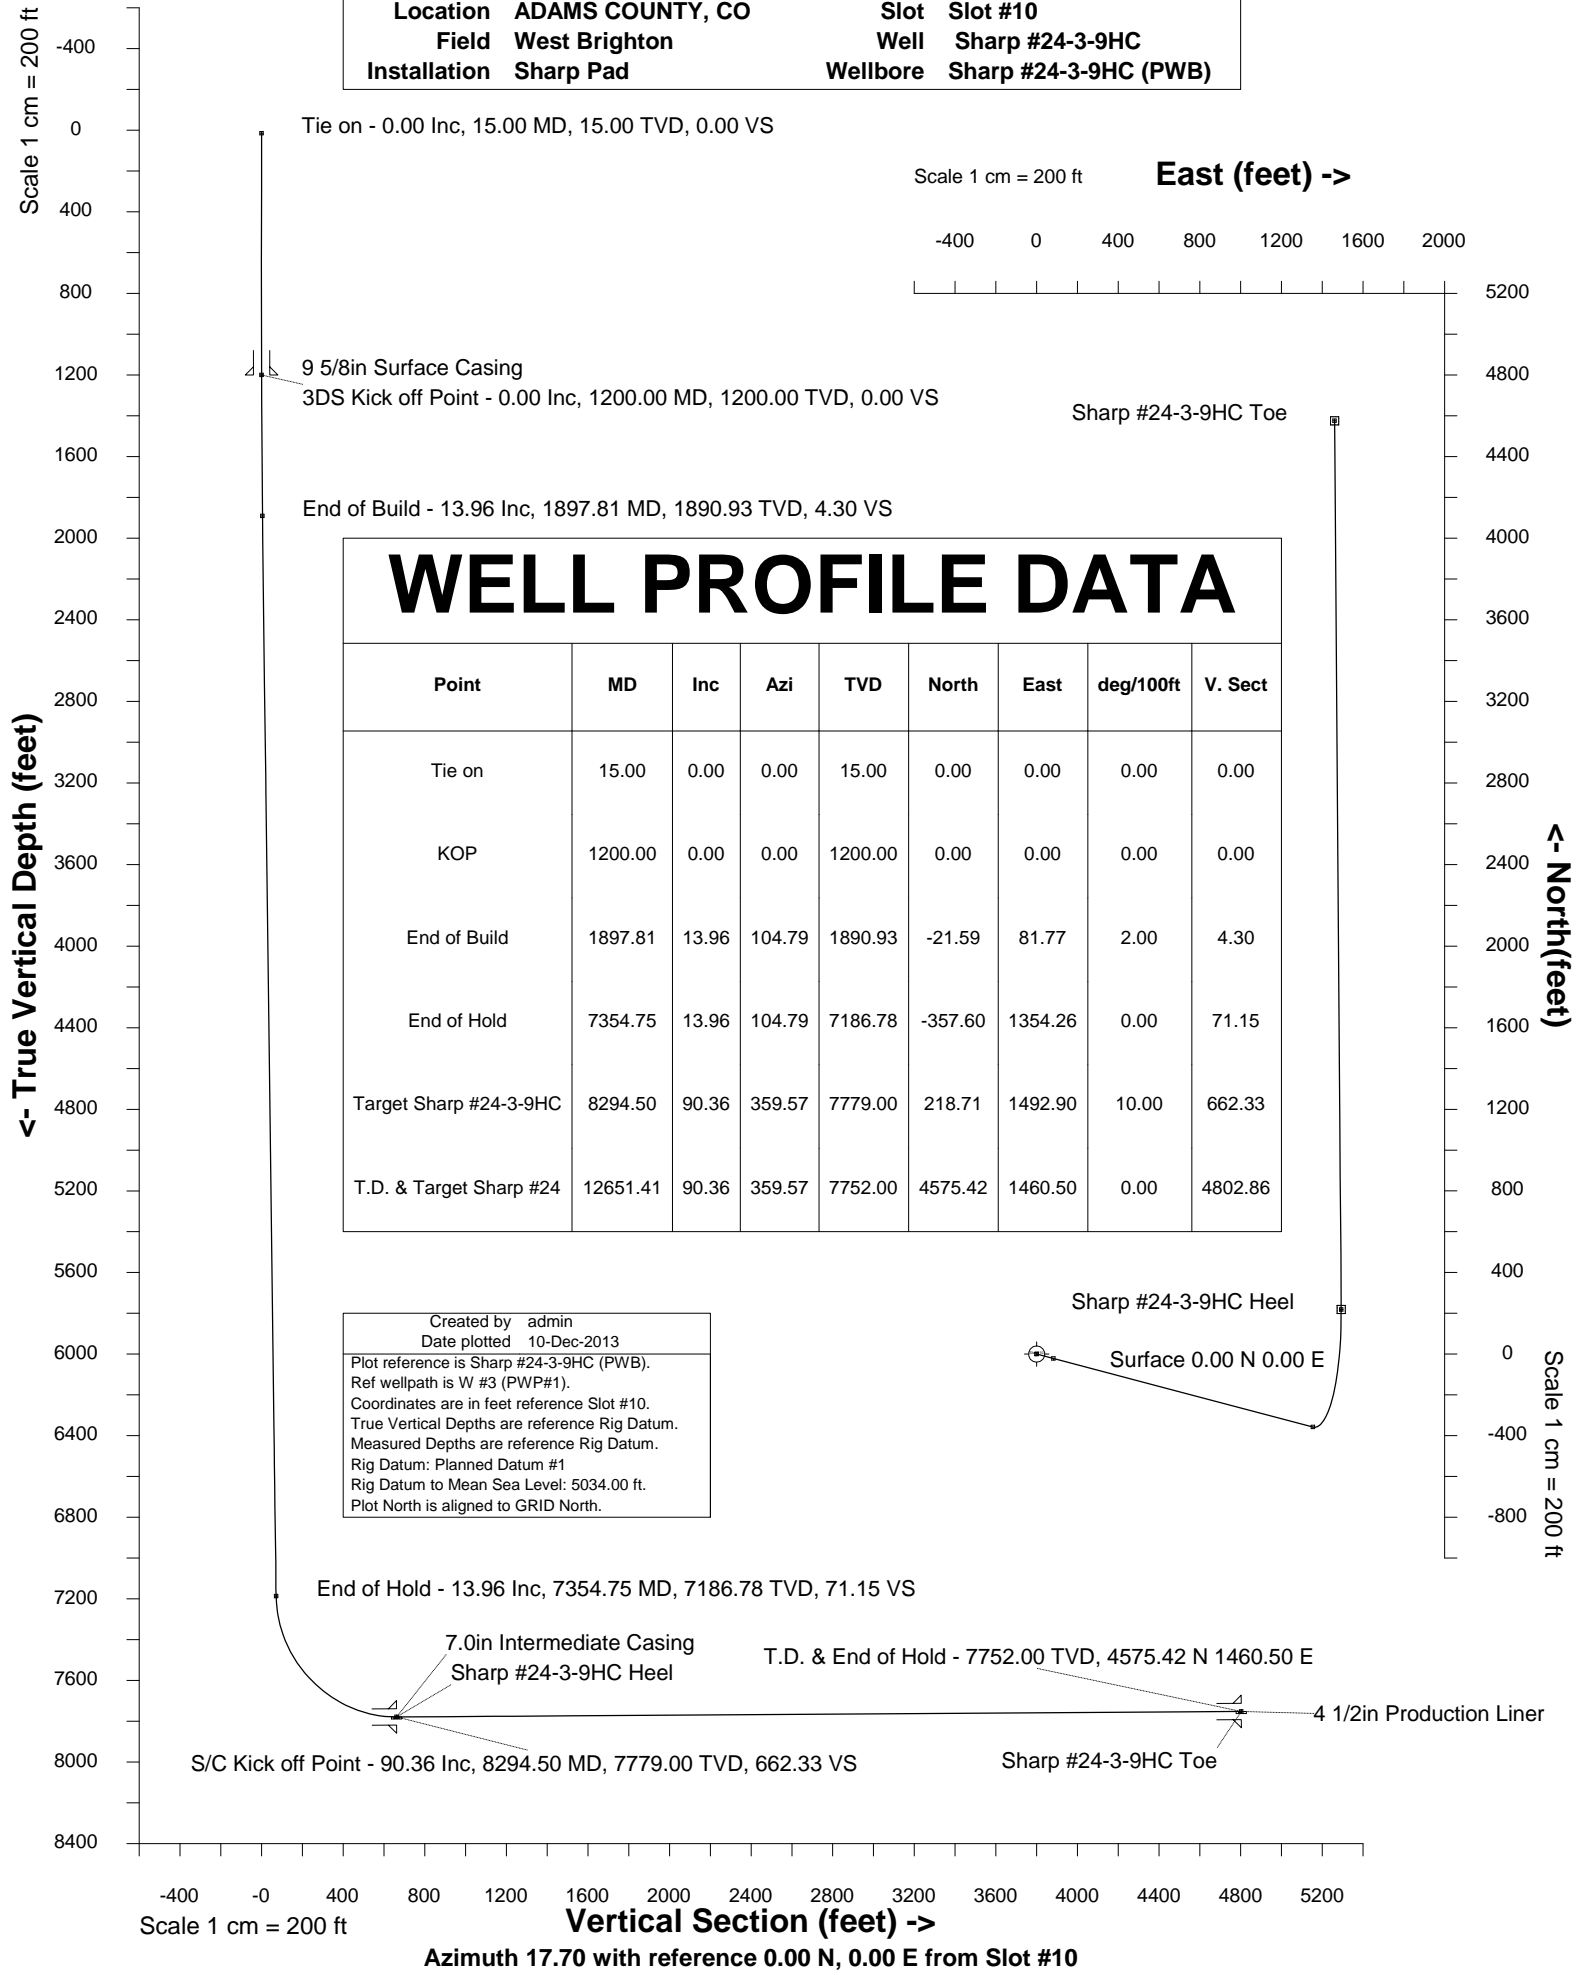 Location ADAMS COUNTY, CO Slot Slot #10
Field West Brighton Well Sharp #24-3-9HC
Installation Sharp Pad Wellbore Sharp #24-3-9HC (PWB)
Scale 1 cm = 200 ft
<- True Vertical Depth (feet)
-400
0
400
800
1200
1600
2000
2400
2800
3200
3600
4000
4400
4800
5200
5600
6000
6400
6800
7200
7600
8000
8400
Tie on - 0.00 Inc, 15.00 MD, 15.00 TVD, 0.00 VS
9 5/8in Surface Casing
3DS Kick off Point - 0.00 Inc, 1200.00 MD, 1200.00 TVD, 0.00 VS
End of Build - 13.96 Inc, 1897.81 MD, 1890.93 TVD, 4.30 VS
Scale 1 cm = 200 ft East (feet) ->
-400 0 400 800 1200 1600 2000
5200
4800
4400
4000
3600
3200
2800
2400
2000
1600
1200
800
400
0
-400
-800
<- North(feet)
Scale 1 cm = 200 ft
Sharp #24-3-9HC Toe
WELL PROFILE DATA
Point MD Inc Azi TVD North East deg/100ft V. Sect
Tie on 15.00 0.00 0.00 15.00 0.00 0.00 0.00 0.00
KOP 1200.00 0.00 0.00 1200.00 0.00 0.00 0.00 0.00
End of Build 1897.81 13.96 104.79 1890.93 -21.59 81.77 2.00 4.30
End of Hold 7354.75 13.96 104.79 7186.78 -357.60 1354.26 0.00 71.15
Target Sharp #24-3-9HC 8294.50 90.36 359.57 7779.00 218.71 1492.90 10.00 662.33
T.D. & Target Sharp #24 12651.41 90.36 359.57 7752.00 4575.42 1460.50 0.00 4802.86
Sharp #24-3-9HC Heel
Surface 0.00 N 0.00 E
Created by admin
Date plotted 10-Dec-2013
Plot reference is Sharp #24-3-9HC (PWB).
Ref wellpath is W #3 (PWP#1).
Coordinates are in feet reference Slot #10.
True Vertical Depths are reference Rig Datum.
Measured Depths are reference Rig Datum.
Rig Datum: Planned Datum #1
Rig Datum to Mean Sea Level: 5034.00 ft.
Plot North is aligned to GRID North.
End of Hold - 13.96 Inc, 7354.75 MD, 7186.78 TVD, 71.15 VS
7.0in Intermediate Casing
Sharp #24-3-9HC Heel
T.D. & End of Hold - 7752.00 TVD, 4575.42 N 1460.50 E
4 1/2in Production Liner
S/C Kick off Point - 90.36 Inc, 8294.50 MD, 7779.00 TVD, 662.33 VS
Sharp #24-3-9HC Toe
-400 -0 400 800 1200 1600 2000 2400 2800 3200 3600 4000 4400 4800 5200
Scale 1 cm = 200 ft
Vertical Section (feet) ->
Azimuth 17.70 with reference 0.00 N, 0.00 E from Slot #10